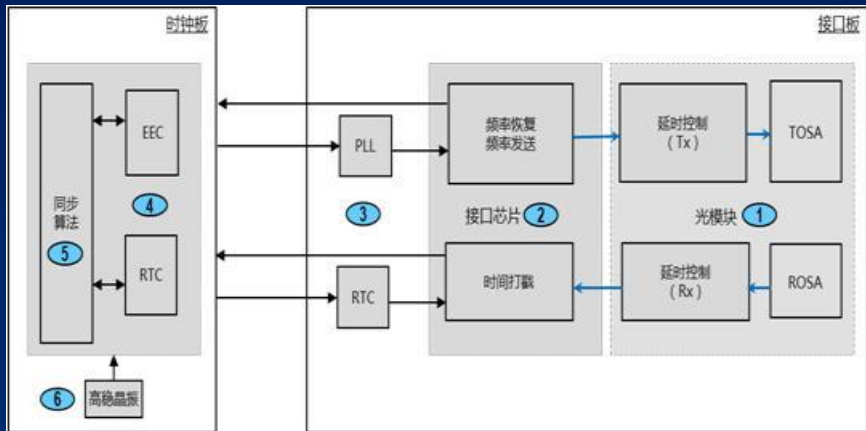 时钟板
接口板
同步
算法
5
EEC
4
RTC
6
高稳晶振
PLL
3
RTC
频率恢复
频率发送
接口芯片
2
时间打戳
延时控制
(Tx)
TOSA
光模块
1
延时控制
(Rx)
ROSA